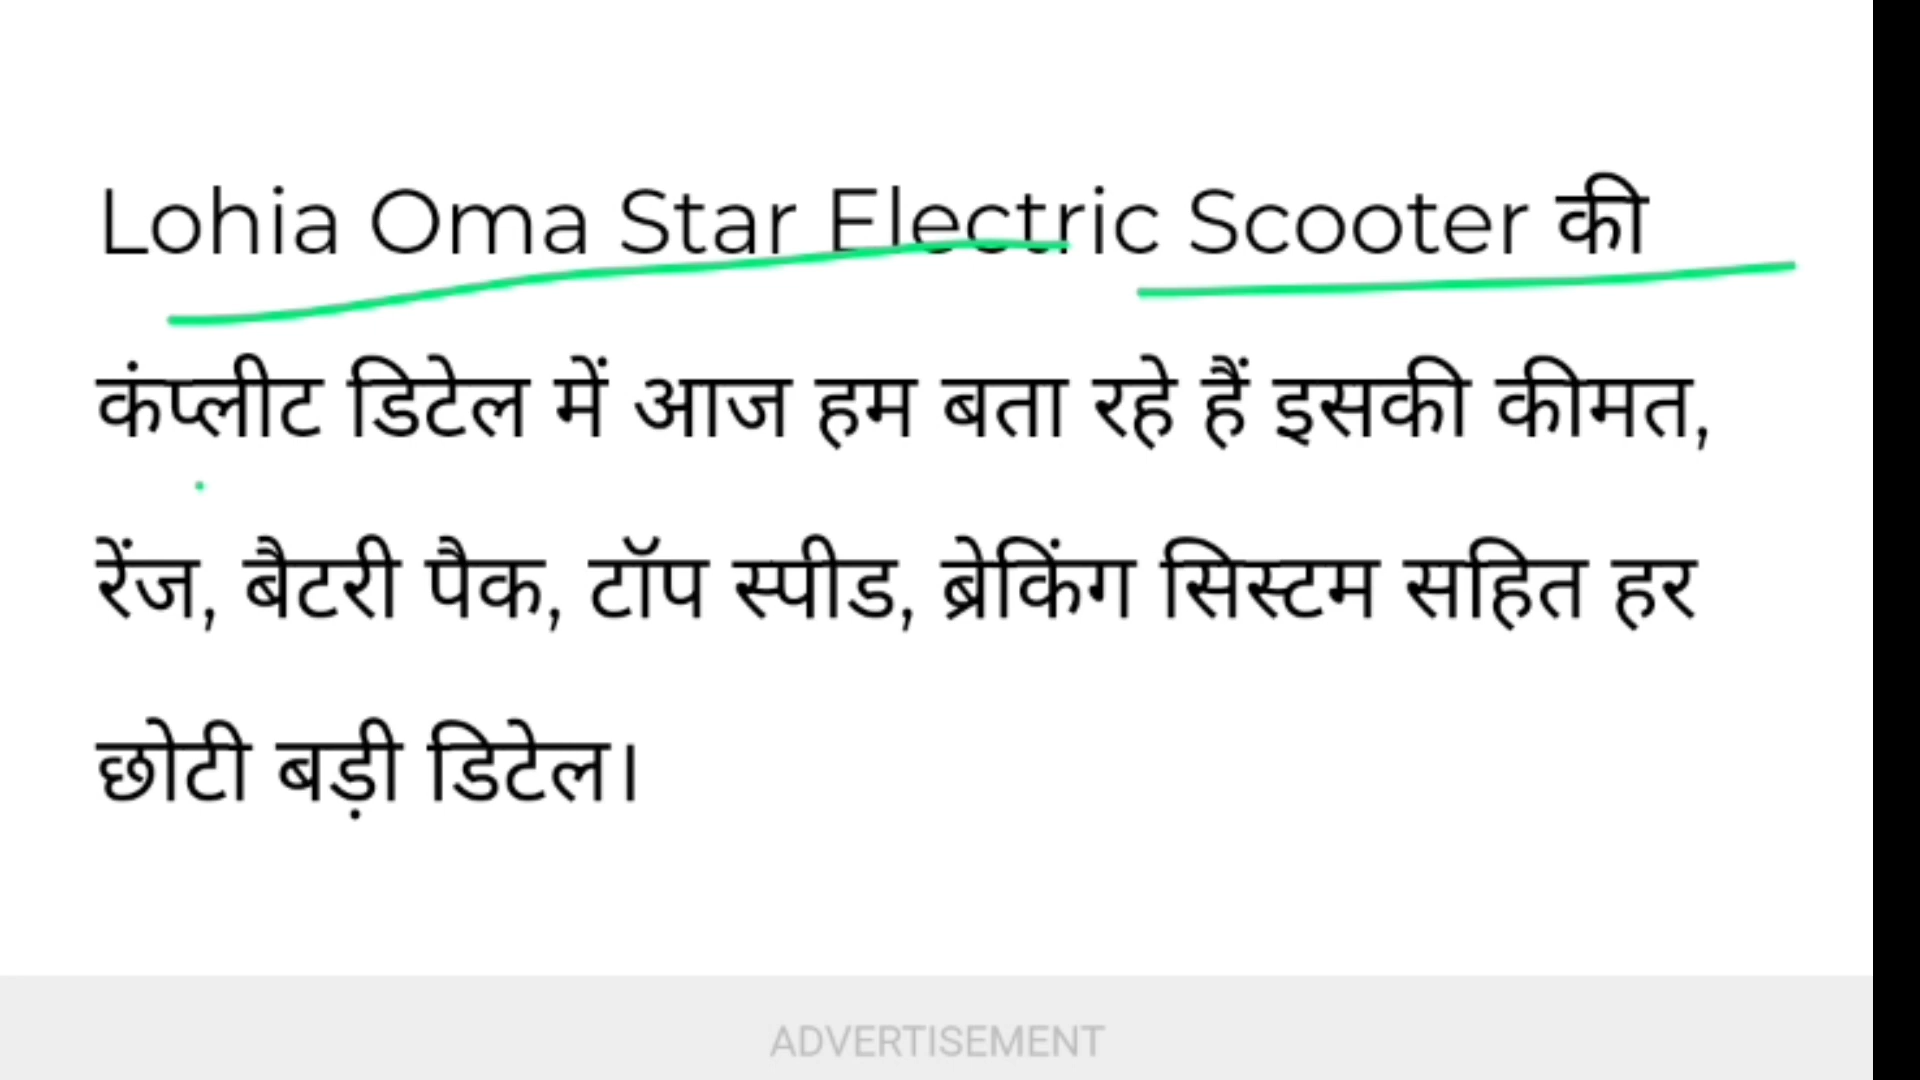 Lohia Oma Star Electric Scooter की
कंप्लीट डिटेल में आज हम बता रहे हैं इसकी कीमत,
रेंज, बैटरी पैक, टॉप स्पीड, ब्रेकिंग सिस्टम सहित हर
छोटी बड़ी डिटेल।
ADVERTISEMENT